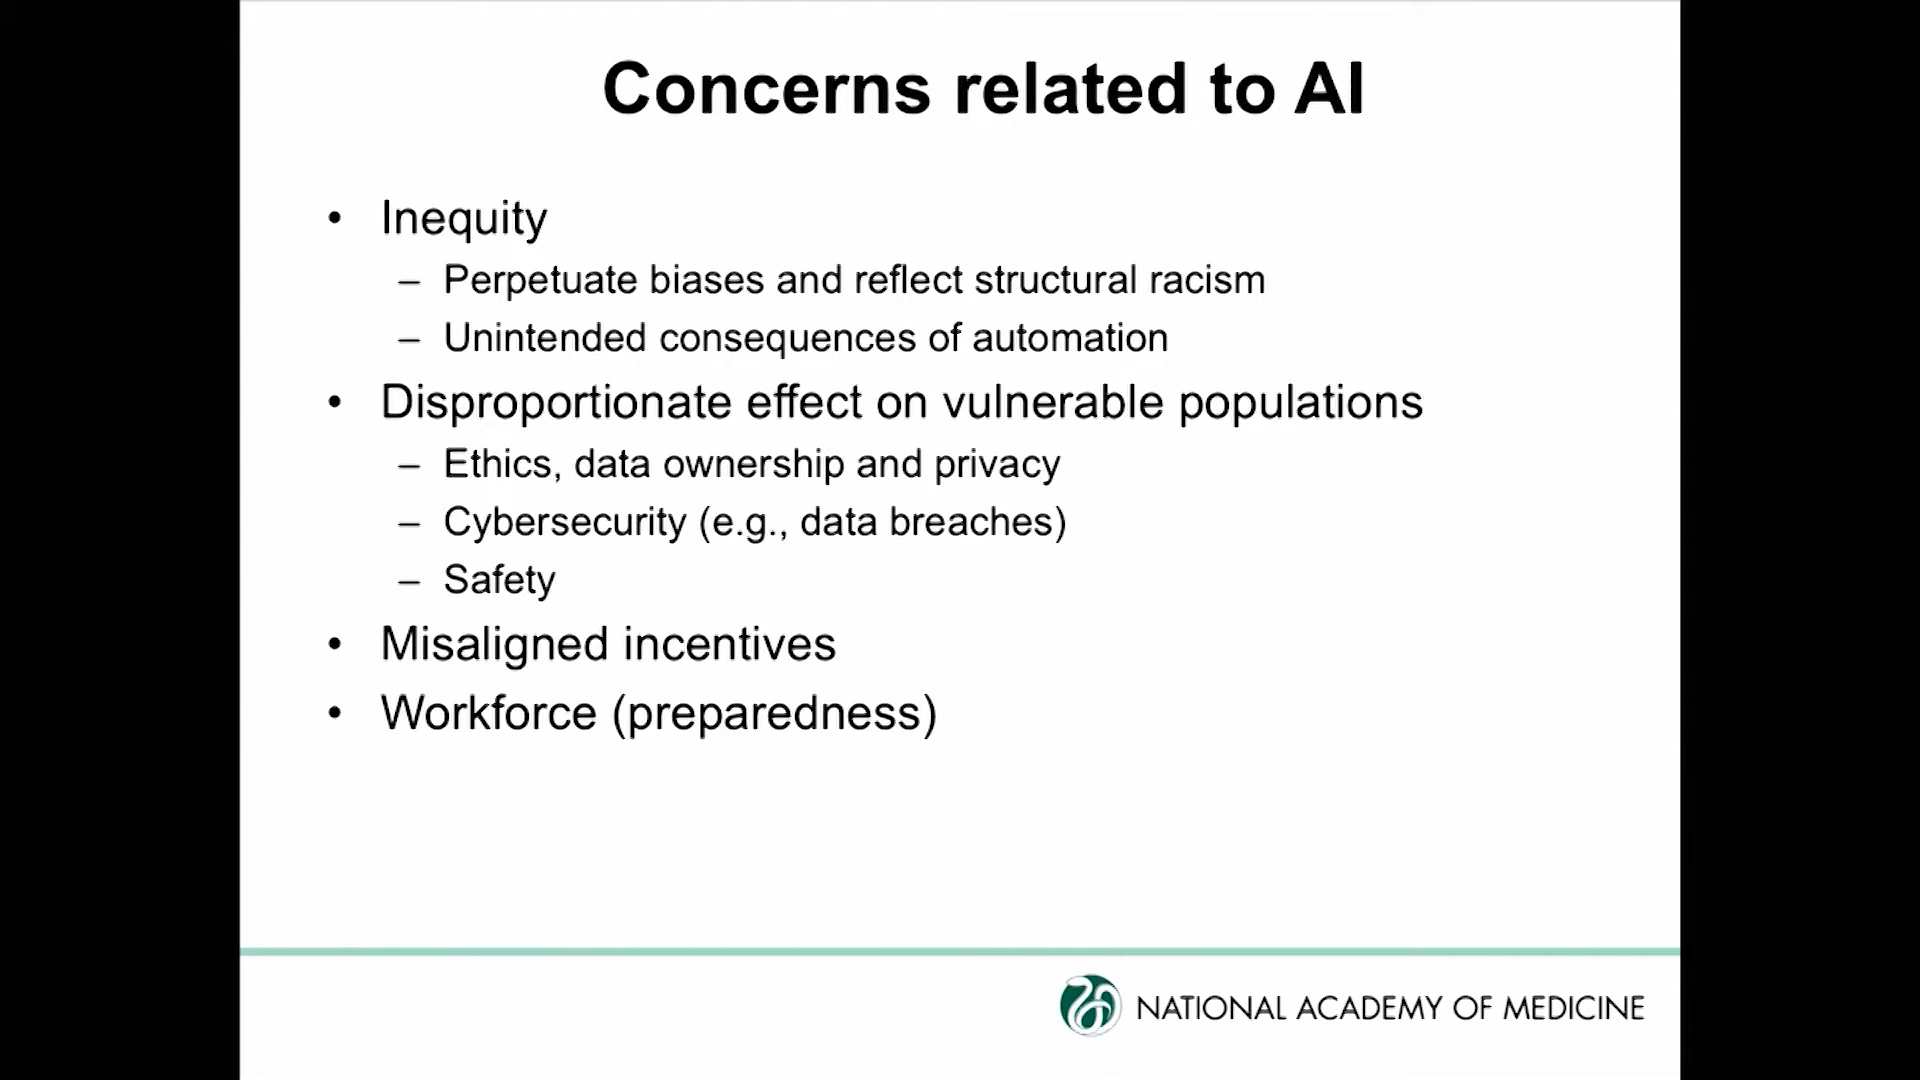 Concerns related to AI
• Inequity
– Perpetuate biases and reflect structural racism
– Unintended consequences of automation
• Disproportionate effect on vulnerable populations
– Ethics, data ownership and privacy
– Cybersecurity (e.g., data breaches)
– Safety
• Misaligned incentives
• Workforce (preparedness)
NATIONAL ACADEMY OF MEDICINE